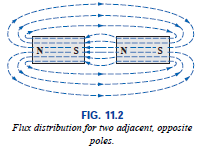 N S N S
FIG. 11.2
Flux distribution for two adjacent, opposite
poles.